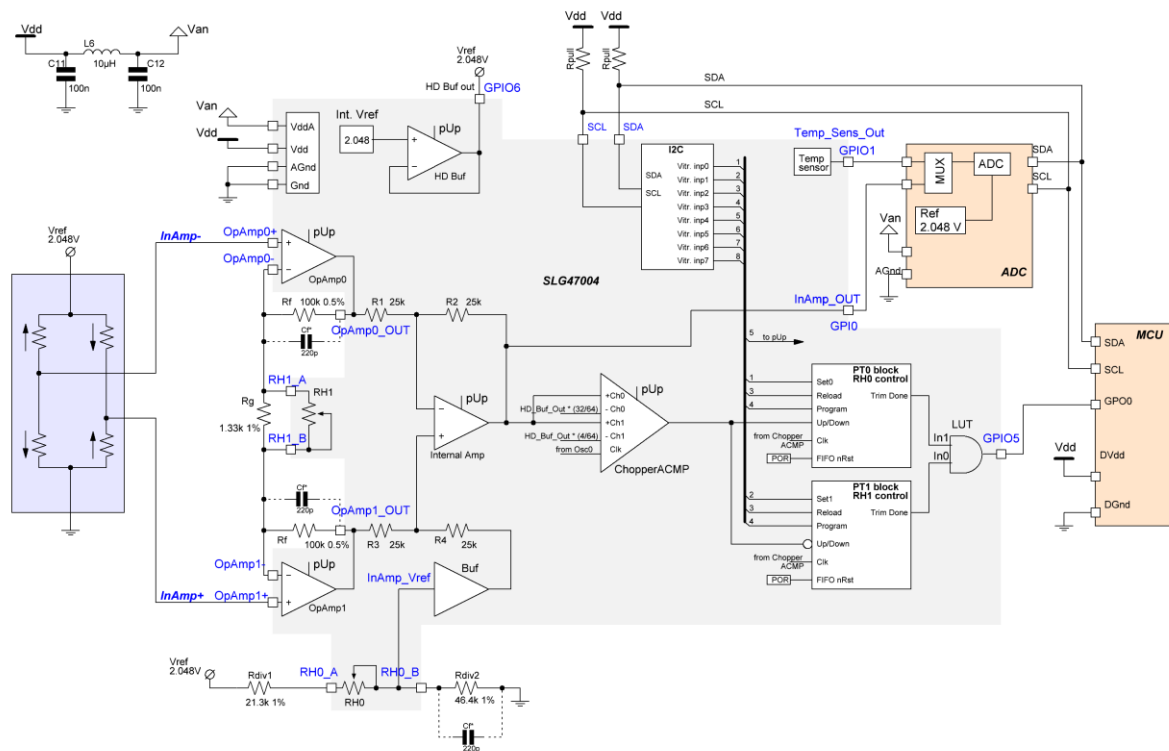 Vdd
L6
10µH
Van
C11
100n
C12
100n
Van
Vdd
VddA
Vdd
AGnd
Gnd
Int. Vref
2.048
pUp
HD Buf
Vref
2.048V
HD Buf out
GPIO6
Vdd
Vdd
Rpull
Rpull
SDA
SCL
SCL
SDA
I2C
SDA
SCL
Vitr. inp0
Vitr. inp1
Vitr. inp2
Vitr. inp3
Vitr. inp4
Vitr. inp5
Vitr. inp6
Vitr. inp7
1
2
3
4
5
6
7
8
Temp_Sens_Out
GPIO1
Temp
sensor
MUX
ADC
Ref
2.048 V
SDA
SCL
Van
AGnd
ADC
Vref
2.048V
InAmp-
OpAmp0+
OpAmp0-
pUp
OpAmp0
Rf
100k 0.5%
Cf*
220p
OpAmp0_OUT
R1 25k
R2 25k
SLG47004
InAmp_OUT
GPI0
5
to pUp
RH1_A
RH1
Rg
1.33k 1%
RH1_B
pUp
Internal Amp
HD_Buf_Out * (32/64)
HD_Buf_Out * (4/64)
from Osc0
+Ch0
- Ch0
+Ch1
- Ch1
Clk
pUp
ChopperACMP
PT0 block
RH0 control
1
3
4
Set0
Reload
Program
Up/Down
Clk
FIFO nRst
Trim Done
from Chopper
ACMP
POR
PT1 block
RH1 control
2
3
4
Set1
Reload
Program
Up/Down
Clk
FIFO nRst
Trim Done
from Chopper
ACMP
POR
LUT
In1
In0
GPIO5
MCU
SDA
SCL
GPO0
Vdd
DVdd
DGnd
Cf*
220p
OpAmp1_OUT
Rf
100k 0.5%
R3
25k
R4
25k
OpAmp1-
InAmp+
OpAmp1+
pUp
OpAmp1
InAmp_Vref
Buf
Vref
2.048V
Rdiv1
21.3k 1%
RH0_A
RH0
RH0_B
Rdiv2
46.4k 1%
Cf*
220p